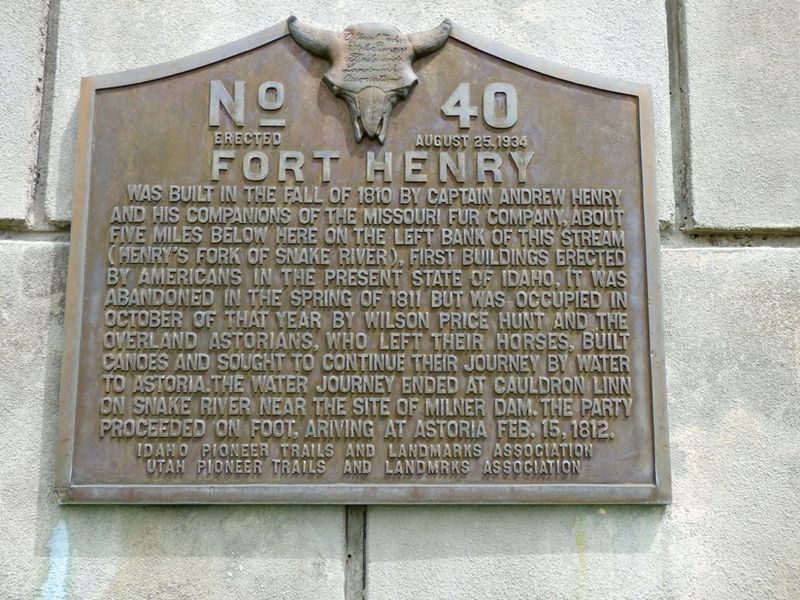 Utah Pioneer
Trails and
Landmarks
Association
No 40
ERECTED AUGUST 25, 1934
FORT HENRY
WAS BUILT IN THE FALL OF 1810 BY CAPTAIN ANDREW HENRY
AND HIS COMPANIONS OF THE MISSOURI FUR COMPANY, ABOUT
FIVE MILES BELOW HERE ON THE LEFT BANK OF THIS STREAM
(HENRY'S FORK OF SNAKE RIVER), FIRST BUILDINGS ERECTED
BY AMERICANS IN THE PRESENT STATE OF IDAHO, IT WAS
ABANDONED IN THE SPRING OF 1811 BUT WAS OCCUPIED IN
OCTOBER OF THAT YEAR BY WILSON PRICE HUNT AND THE
OVERLAND ASTORIANS, WHO LEFT THEIR HORSES, BUILT
CANOES AND SOUGHT TO CONTINUE THEIR JOURNEY BY WATER
TO ASTORIA. THE WATER JOURNEY ENDED AT CAULDRON LINN
ON SNAKE RIVER NEAR THE SITE OF MILNER DAM. THE PARTY
PROCEEDED ON FOOT, ARIVING AT ASTORIA FEB. 15, 1812.
IDAHO PIONEER TRAILS AND LANDMARKS ASSOCIATION
UTAH PIONEER TRAILS AND LANDMRKS ASSOCIATION